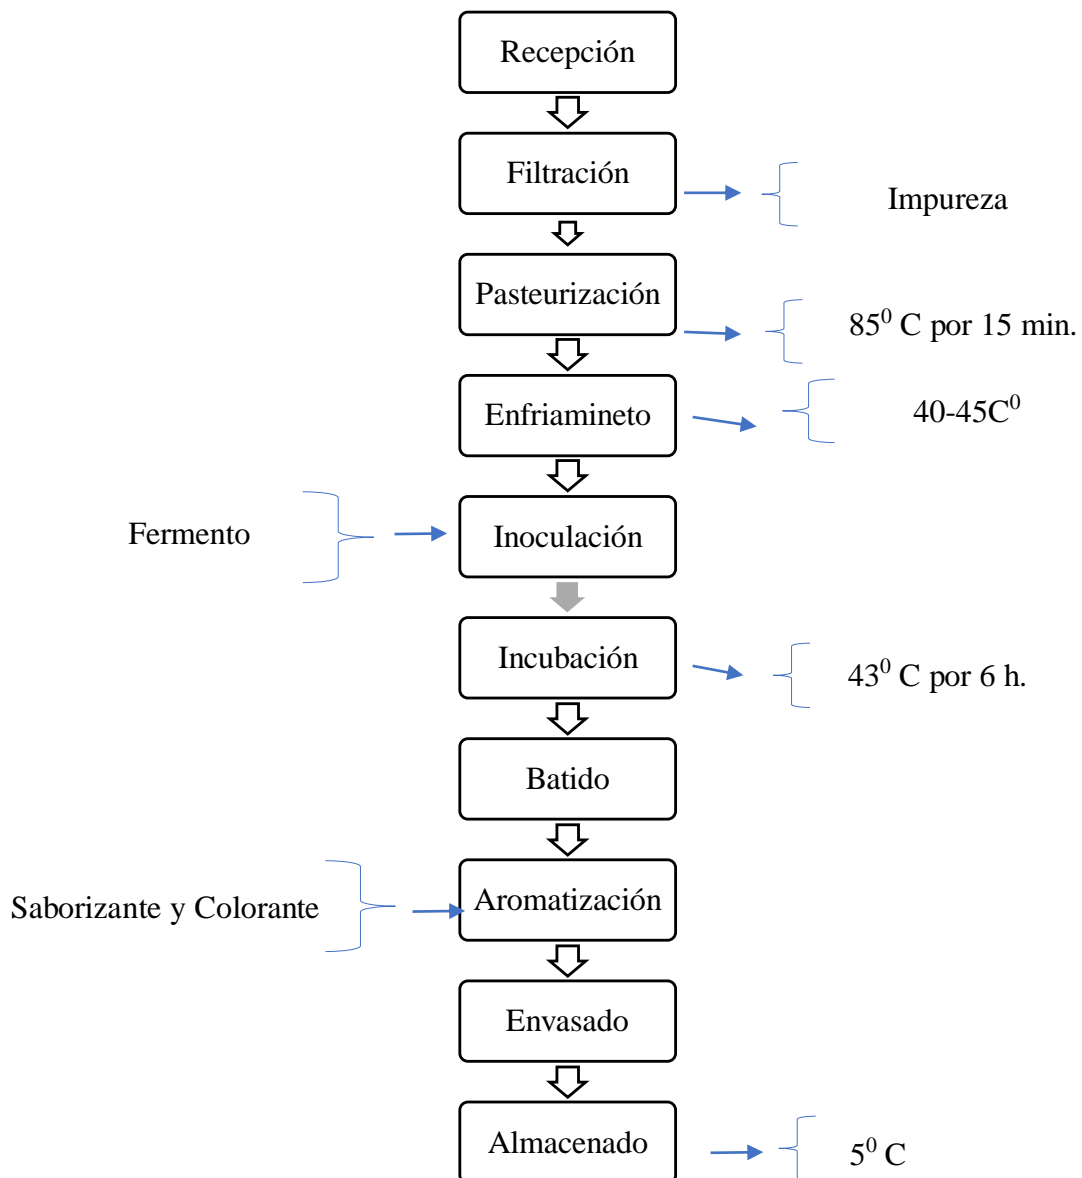 Recepción
Filtración
Impureza
Pasteurización
85⁰ C por 15 min.
Enfriamineto
40-45C⁰
Fermento
Inoculación
Incubación
43⁰ C por 6 h.
Batido
Saborizante y Colorante
Aromatización
Envasado
Almacenado
5⁰ C